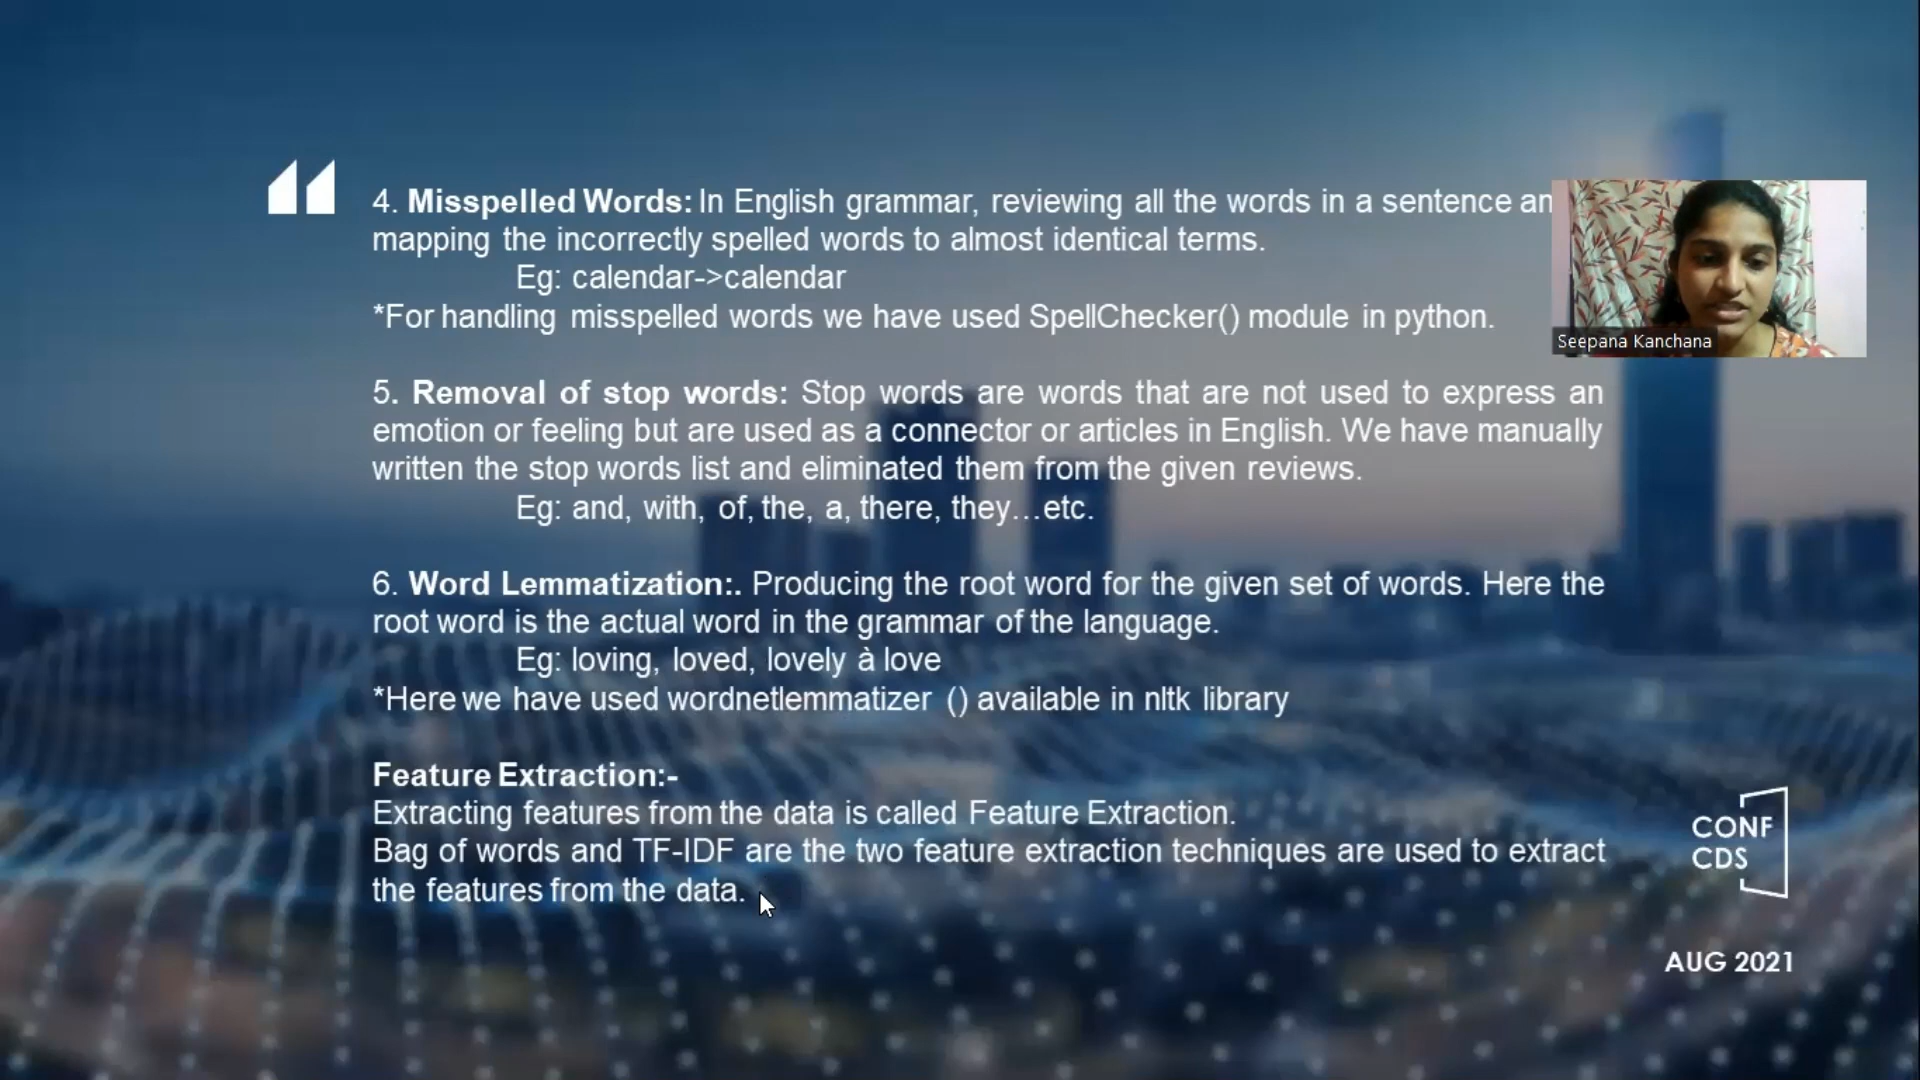 4. Misspelled Words: In English grammar, reviewing all the words in a sentence
mapping the incorrectly spelled words to almost identical terms.
Eg: calendar->calendar
*For handling misspelled words we have used SpellChecker() module in python.
Seepana Kanchana
5. Removal of stop words: Stop words are words that are not used to express an
emotion or feeling but are used as a connector or articles in English. We have manually
written the stop words list and eliminated them from the given reviews.
Eg: and, with, of, the, a, there, they...etc.
6. Word Lemmatization:. Producing the root word for the given set of words. Here the
root word is the actual word in the grammar of the language.
Eg: loving, loved, lovely à love
*Here we have used wordnetlemmatizer () available in nltk library
Feature Extraction:-
Extracting features from the data is called Feature Extraction.
Bag of words and TF-IDF are the two feature extraction techniques are used to extract
the features from the data.
CONF
CDS
AUG 2021